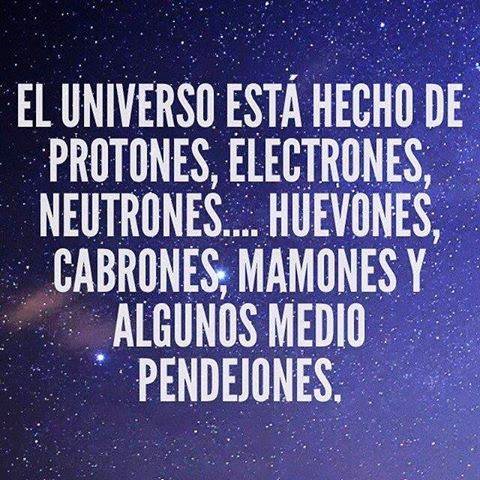 EL UNIVERSO ESTÁ HECHO DE
PROTONES, ELECTRONES,
NEUTRONES.... HUEVONES,
CABRONES, MAMONES Y
ALGUNOS MEDIO
PENDEJONES.